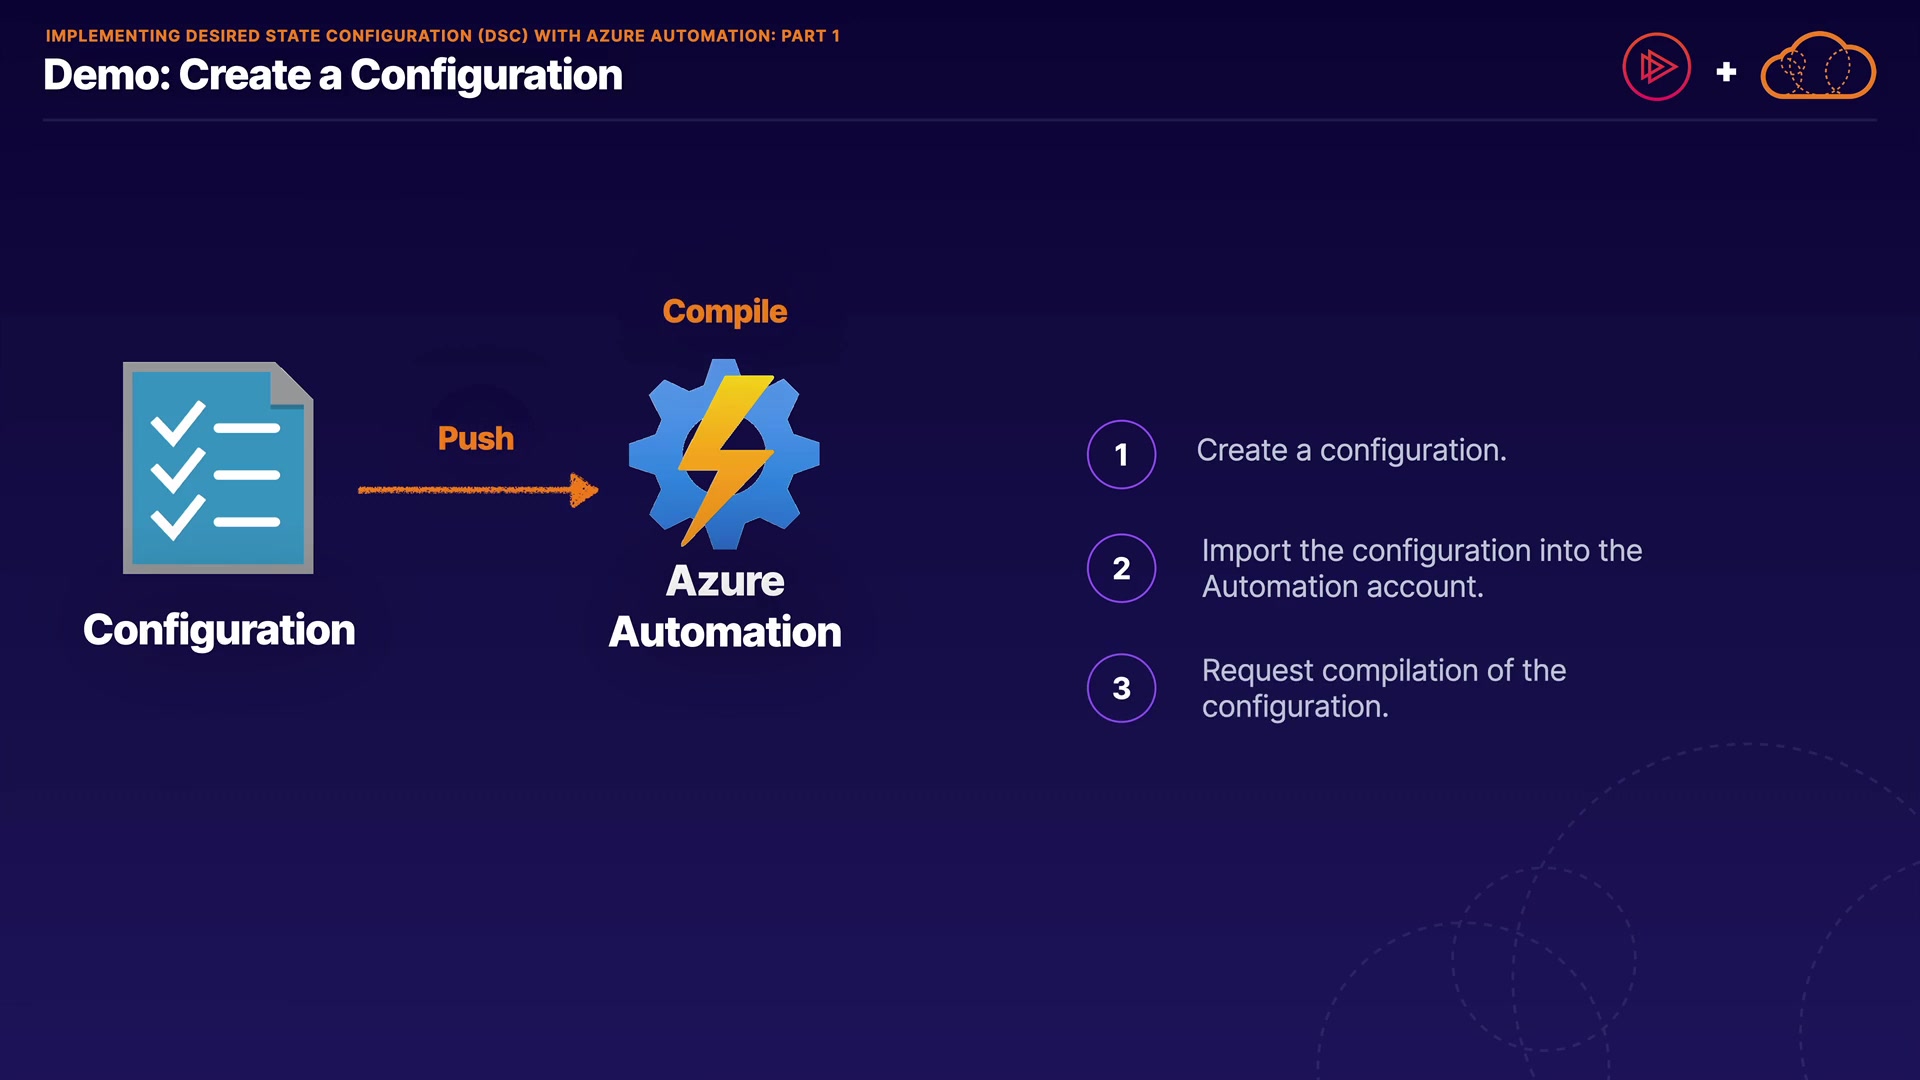 IMPLEMENTING DESIRED STATE CONFIGURATION (DSC) WITH AZURE AUTOMATION: PART 1
Demo: Create a Configuration
+
Compile
Push
Configuration
Azure
Automation
1
Create a configuration.
2
Import the configuration into the
Automation account.
3
Request compilation of the
configuration.